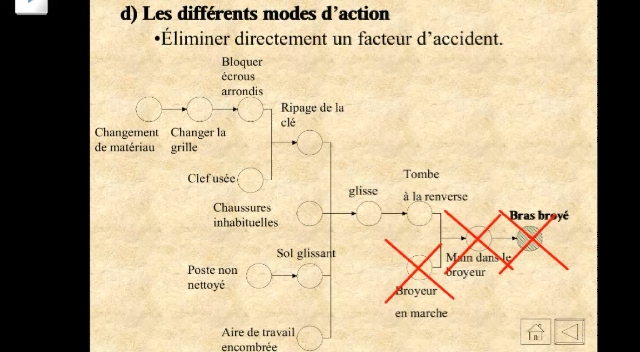 d) Les différents modes d’action
•Éliminer directement un facteur d’accident.
Bloquer
écrous
arrondis
Ripage de la
clé
Changement
de matériau
Changer la
grille
Clef usée
Tombe
à la renverse
glisse
Chaussures
inhabituelles
Bras broyé
Sol glissant
Main dans le
broyeur
Poste non
nettoyé
Broyeur
en marche
Aire de travail
encombrée